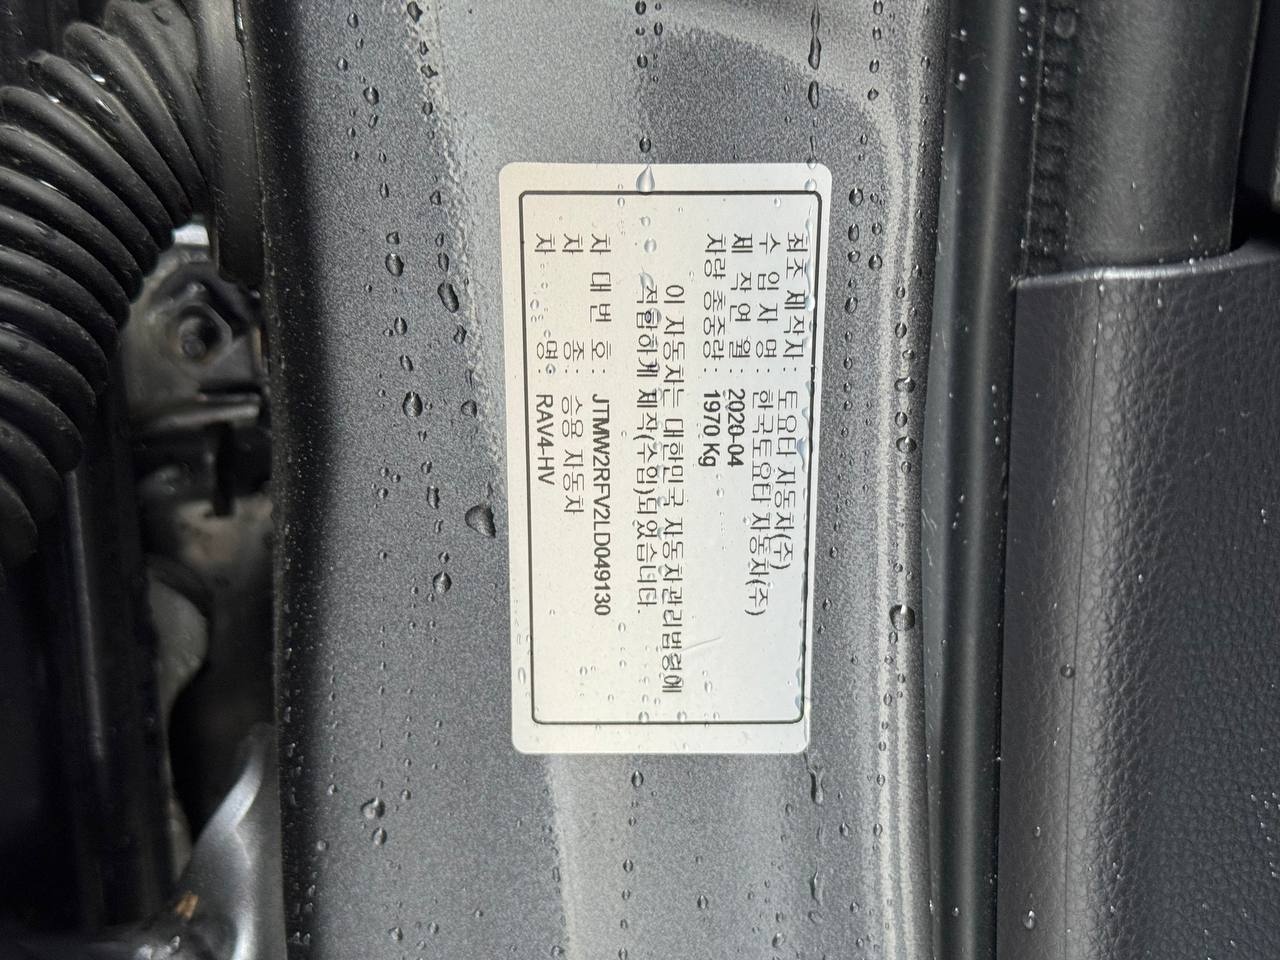 최초 제작사 : 토요타 자동차(주)
수 입 자 명 : 한국토요타 자동차(주)
제 작 연 월 : 2020-04
차량 총중량 : 1970 Kg
이 자동차는 대한민국 자동차관리법령에
적합하게 제작(수입)되었습니다.
차 대 번 호 : JTMW2RFV2LD049130
차 종 : 승용 자동차
차 명 : RAV4-HV